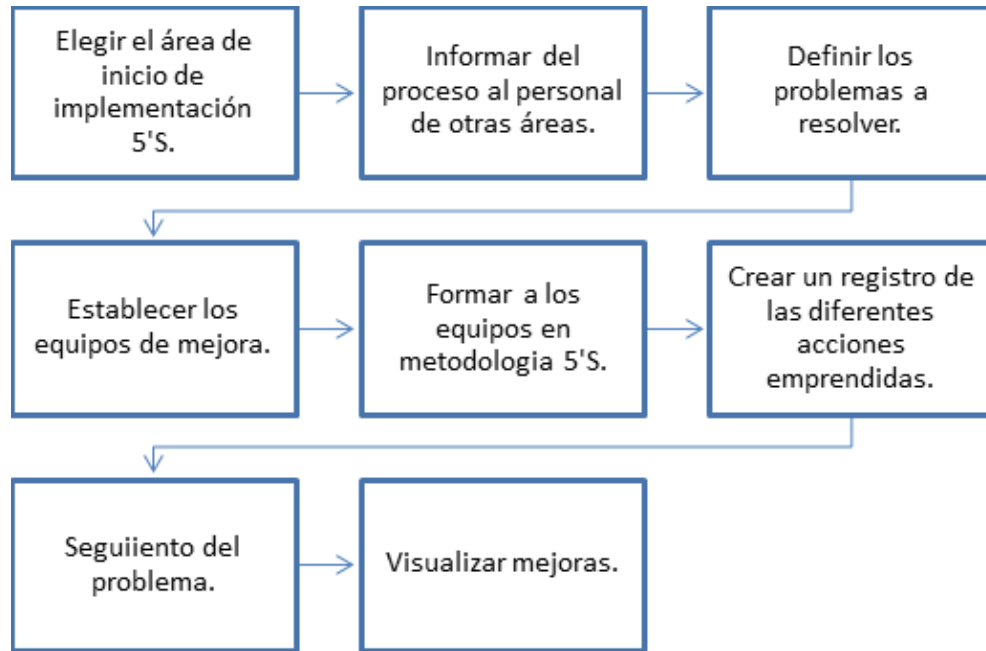 Elegir el área de
inicio de
implementación
5'S.
Informar del
proceso al personal
de otras áreas.
Definir los
problemas a
resolver.
Establecer los
equipos de mejora.
Formar a los
equipos en
metodologia 5'S.
Crear un registro de
las diferentes
acciones
emprendidas.
Seguiiento del
problema.
Visualizar mejoras.